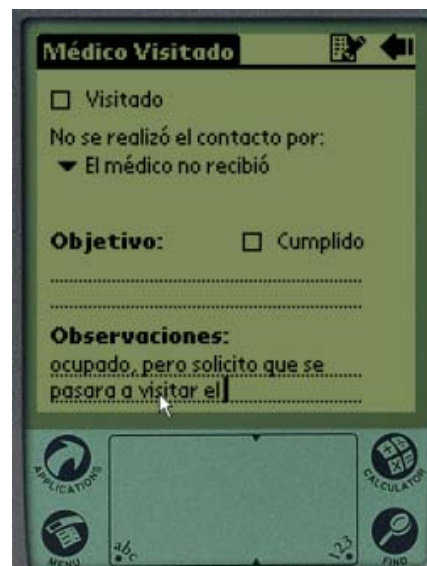 Médico Visitado
Visitado
No se realizó el contacto por:
El médico no recibió
Objetivo:
Cumplido
Observaciones:
ocupado, pero solicito que se
pasara a visitar el
APPLICATIONS
CALCULATOR
MENU
abc
123
FIND